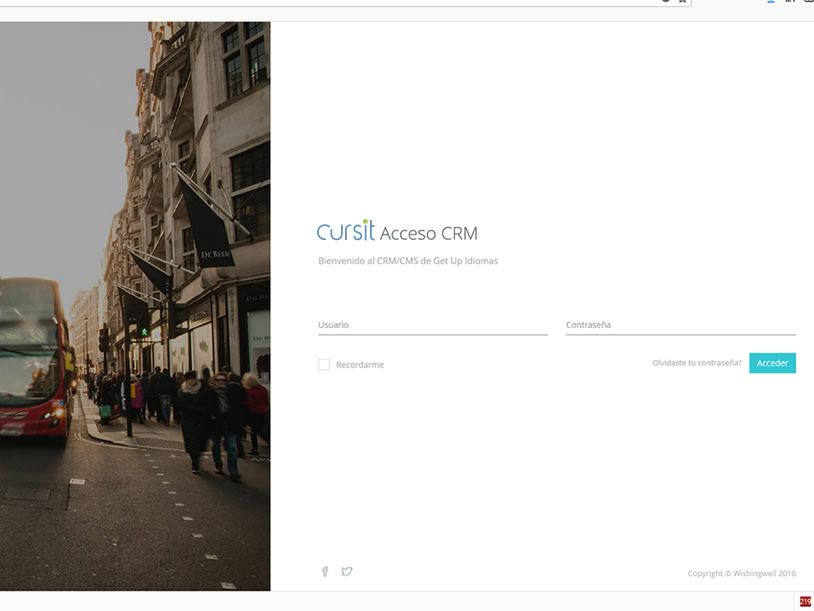 cursit Acceso CRM
Bienvenido al CRM/CMS de Get Up Idiomas
Usuario
Contraseña
Recordarme
Olvidaste tu contraseña?
Acceder
DE BEERS
Copyright © Wishingwell 2018
219